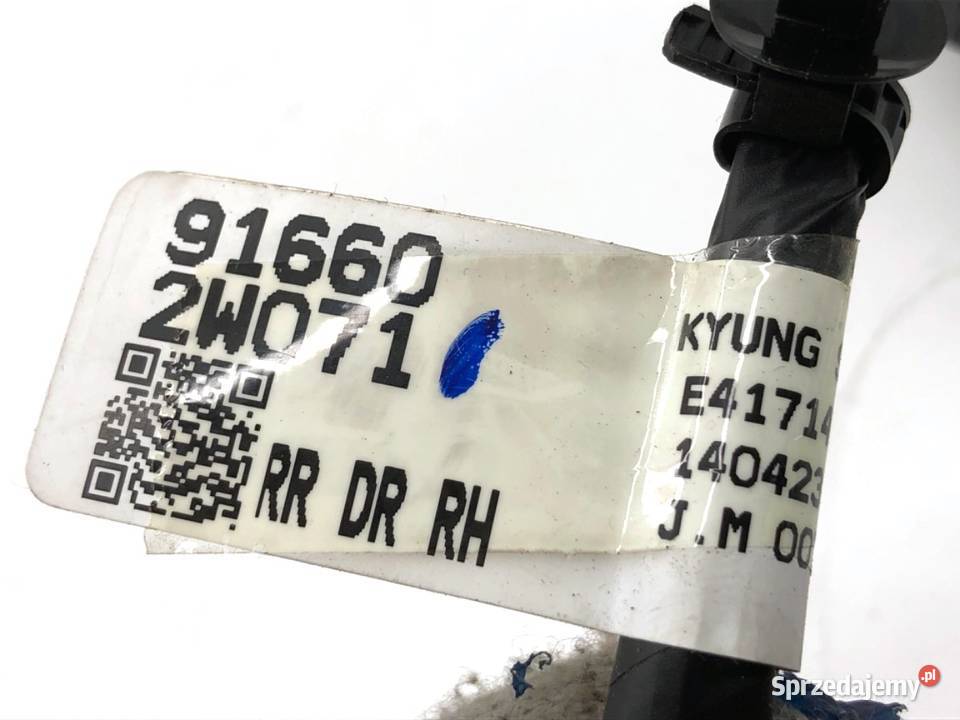 91660
2W071
RR DR RH
KYUNG
E41714
140423
J.M 00
Sprzedajemy.pl